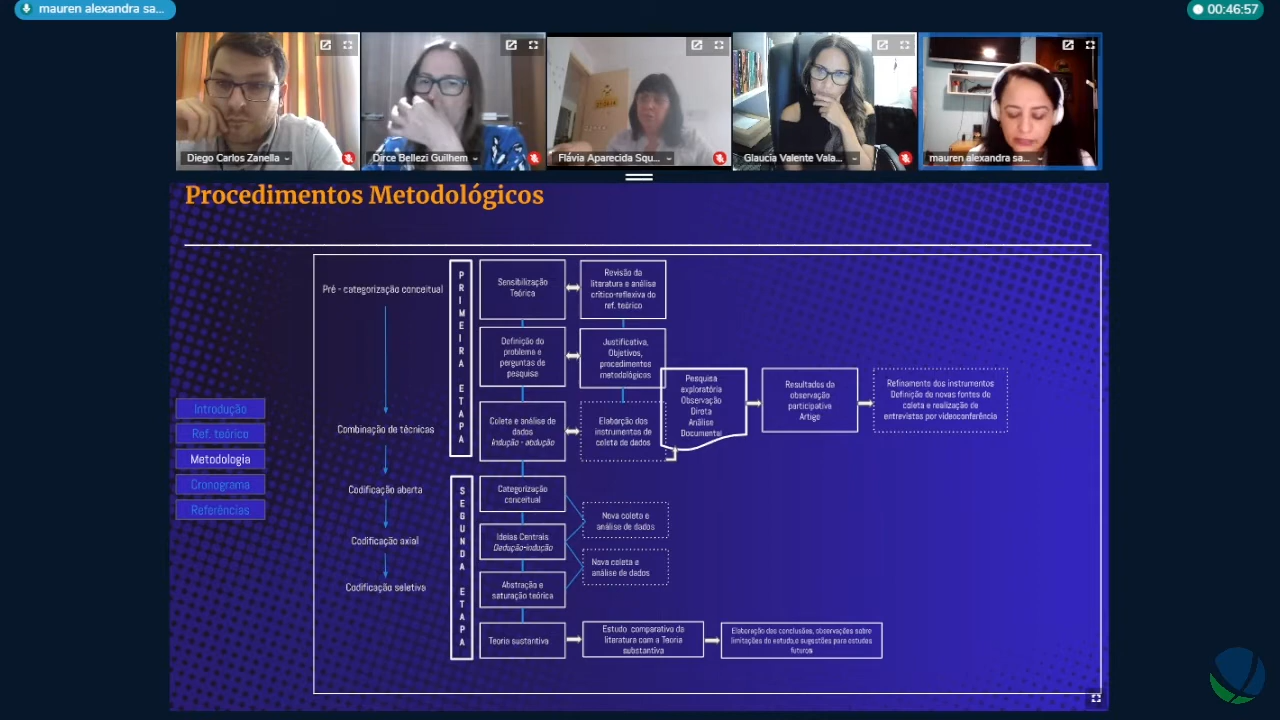 mauren alexandra sa...
00:46:57
Diego Carlos Zanella
Dirce Bellezi Guilhem
Flávia Aparecida Squ...
Glaucia Valente Vala...
mauren alexandra sa...
Procedimentos Metodológicos
Introdução
Ref. teórico
Metodologia
Cronograma
Referências
Pré - categorização conceitual
Combinação de técnicas
Codificação aberta
Codificação axial
Codificação seletiva
PRIMEIRA ETAPA
Sensibilização
Teórica
Revisão da
literatura e análise
crítico-reflexiva do
ref. teórico
Definição do
problema e
perguntas de
pesquisa
Justificativa,
Objetivos,
procedimentos
metodológicos
Coleta e análise de
dados
Indução - abdução
Elaborção dos
instrumentos de
coleta de dados
Pesquisa
exploratória
Observação
Direta
Análise
Documental
Resultados da
observação
participativa
Artigo
Refinamento dos instrumentos
Definição de novas fontes de
coleta e realização de
entrevistas por videoconferência
SEGUNDA ETAPA
Categorização
conceitual
Nova coleta e
análise de dados
Ideias Centrais
Dedução-indução
Nova coleta e
análise de dados
Abstração e
saturação teórica
Teoria sustantiva
Estudo comparativo da
literatura com a Teoria
substantiva
Elaboração das conclusões, observações sobre
limitações do estudo,e sugestões para estudos
futuros